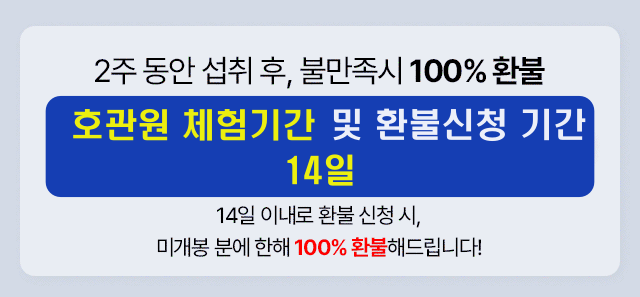 2주 동안 섭취 후, 불만족시 100% 환불
호관원 체험기간 및 환불신청 기간
14일
14일 이내로 환불 신청 시,
미개봉 분에 한해 100% 환불해드립니다!